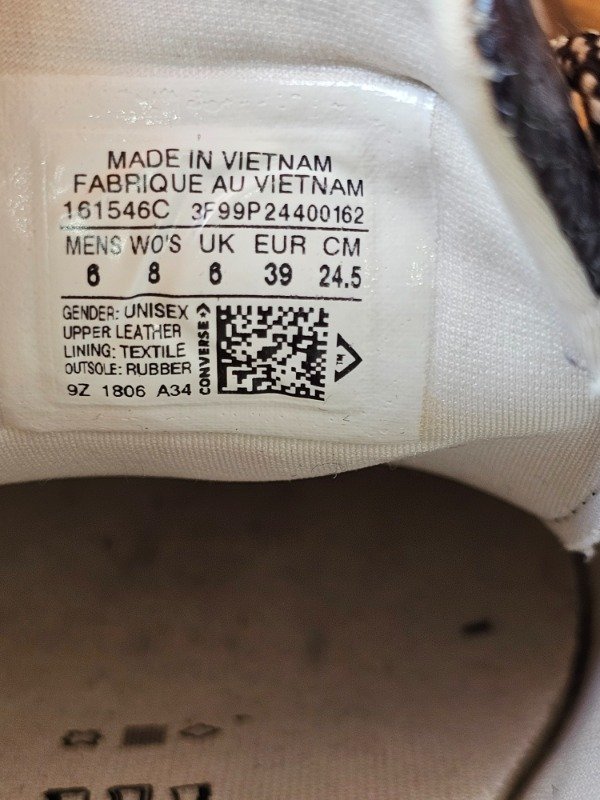 MADE IN VIETNAM
FABRIQUE AU VIETNAM
161546C 3F99P24400162
MENS WO'S UK EUR CM
6 8 6 39 24.5
GENDER: UNISEX
UPPER LEATHER
LINING: TEXTILE
OUTSOLE: RUBBER
9Z 1806 A34
CONVERSE
TM